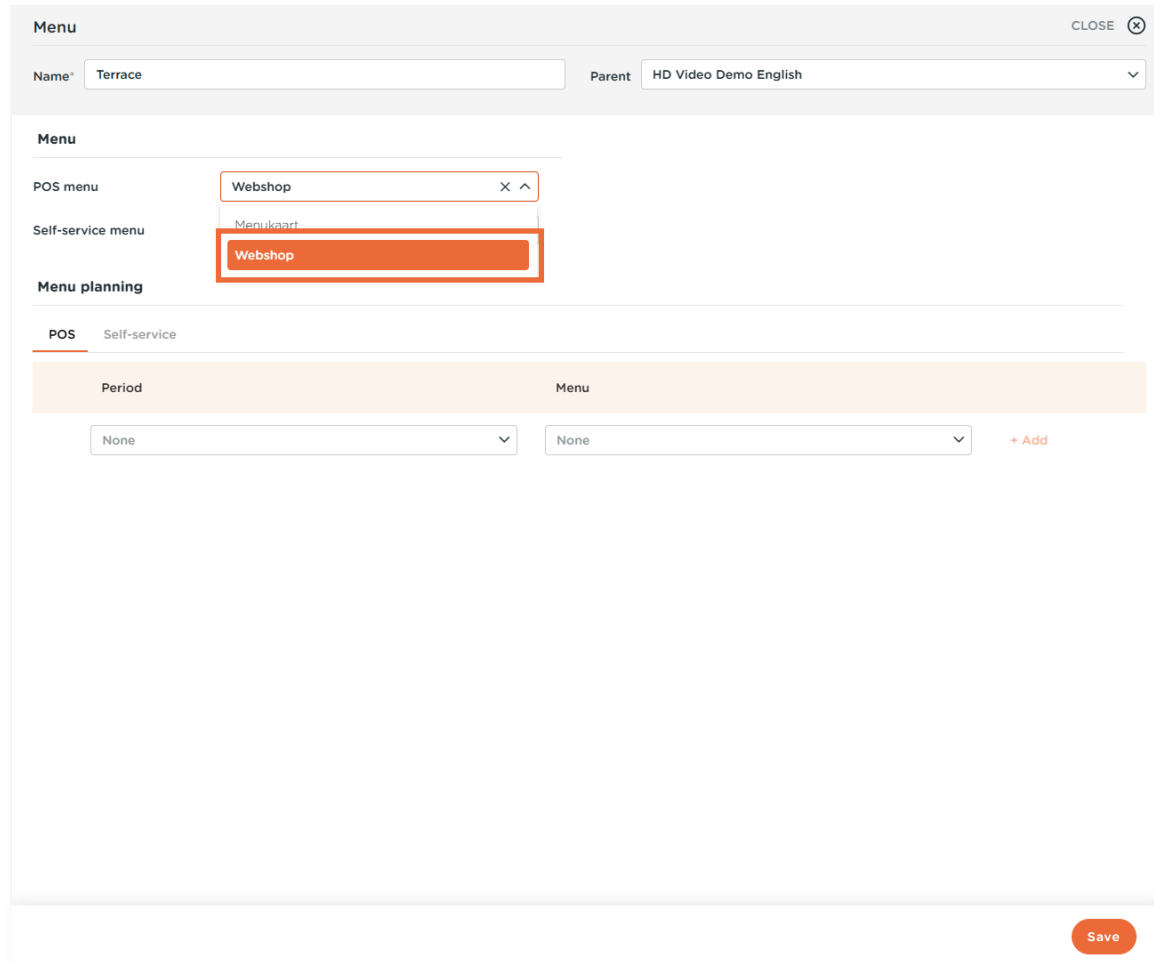 Menu CLOSE
Name* Terrace Parent HD Video Demo English
Menu
POS menu Webshop
Self-service menu Menukaart
Webshop
Menu planning
POS Self-service
Period Menu
None None + Add
Save